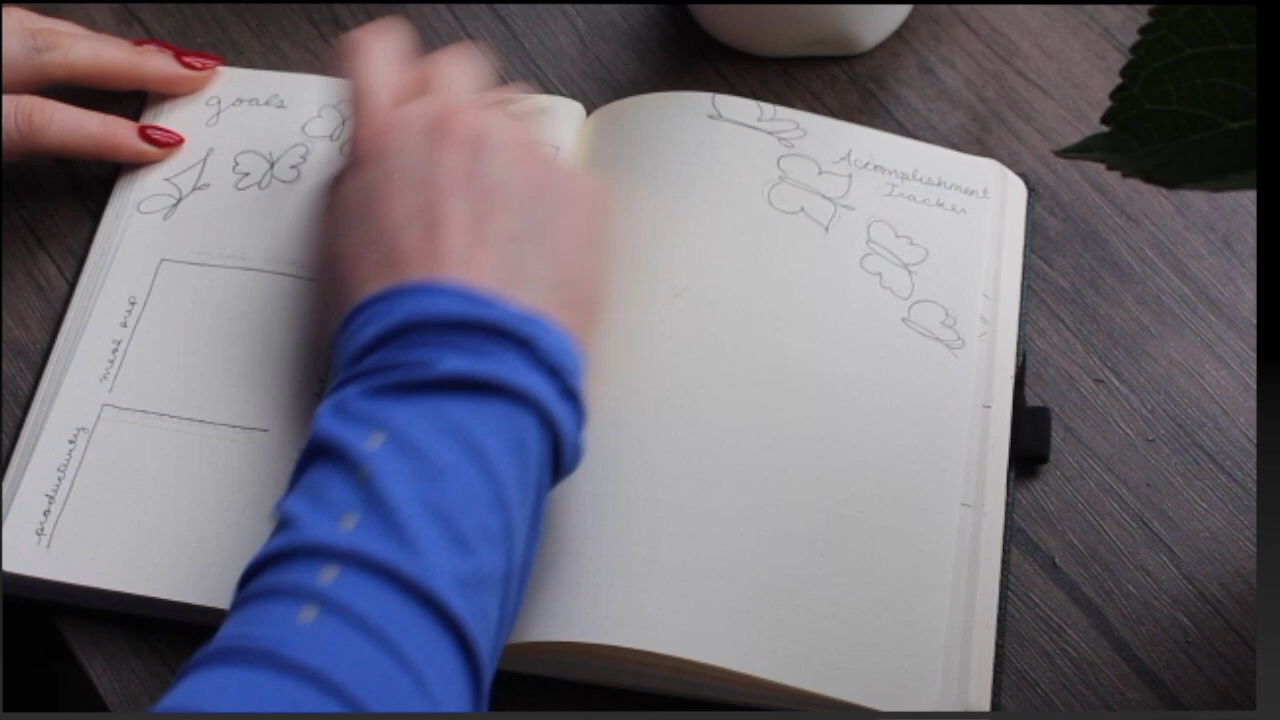 goals
meal prep
productivity
Accomplishment
Tracker